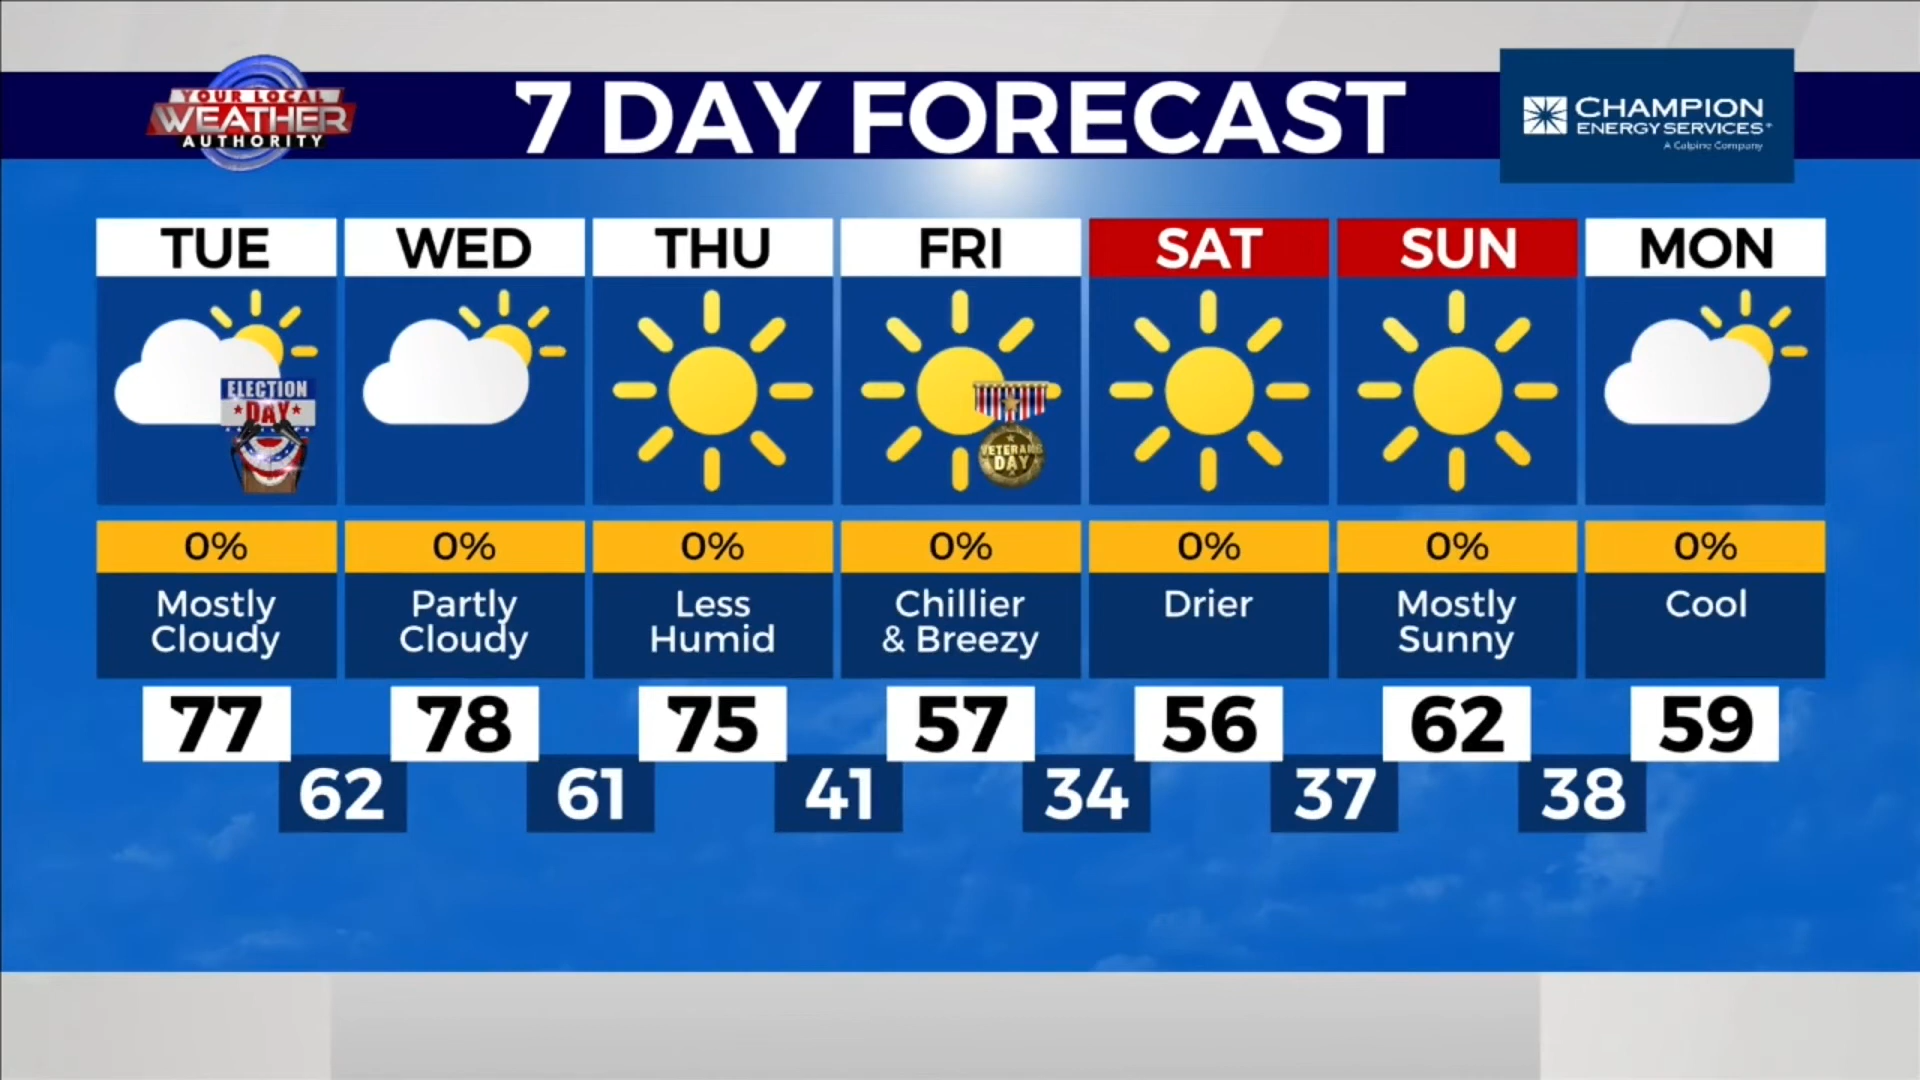 YOUR LOCAL
WEATHER
AUTHORITY
7 DAY FORECAST
CHAMPION
ENERGY SERVICES
A Calpine Company
TUE
WED
THU
FRI
SAT
SUN
MON
ELECTION
DAY
VETERANS
DAY
0%
0%
0%
0%
0%
0%
0%
Mostly
Cloudy
Partly
Cloudy
Less
Humid
Chillier
& Breezy
Drier
Mostly
Sunny
Cool
77
78
75
57
56
62
59
62
61
41
34
37
38